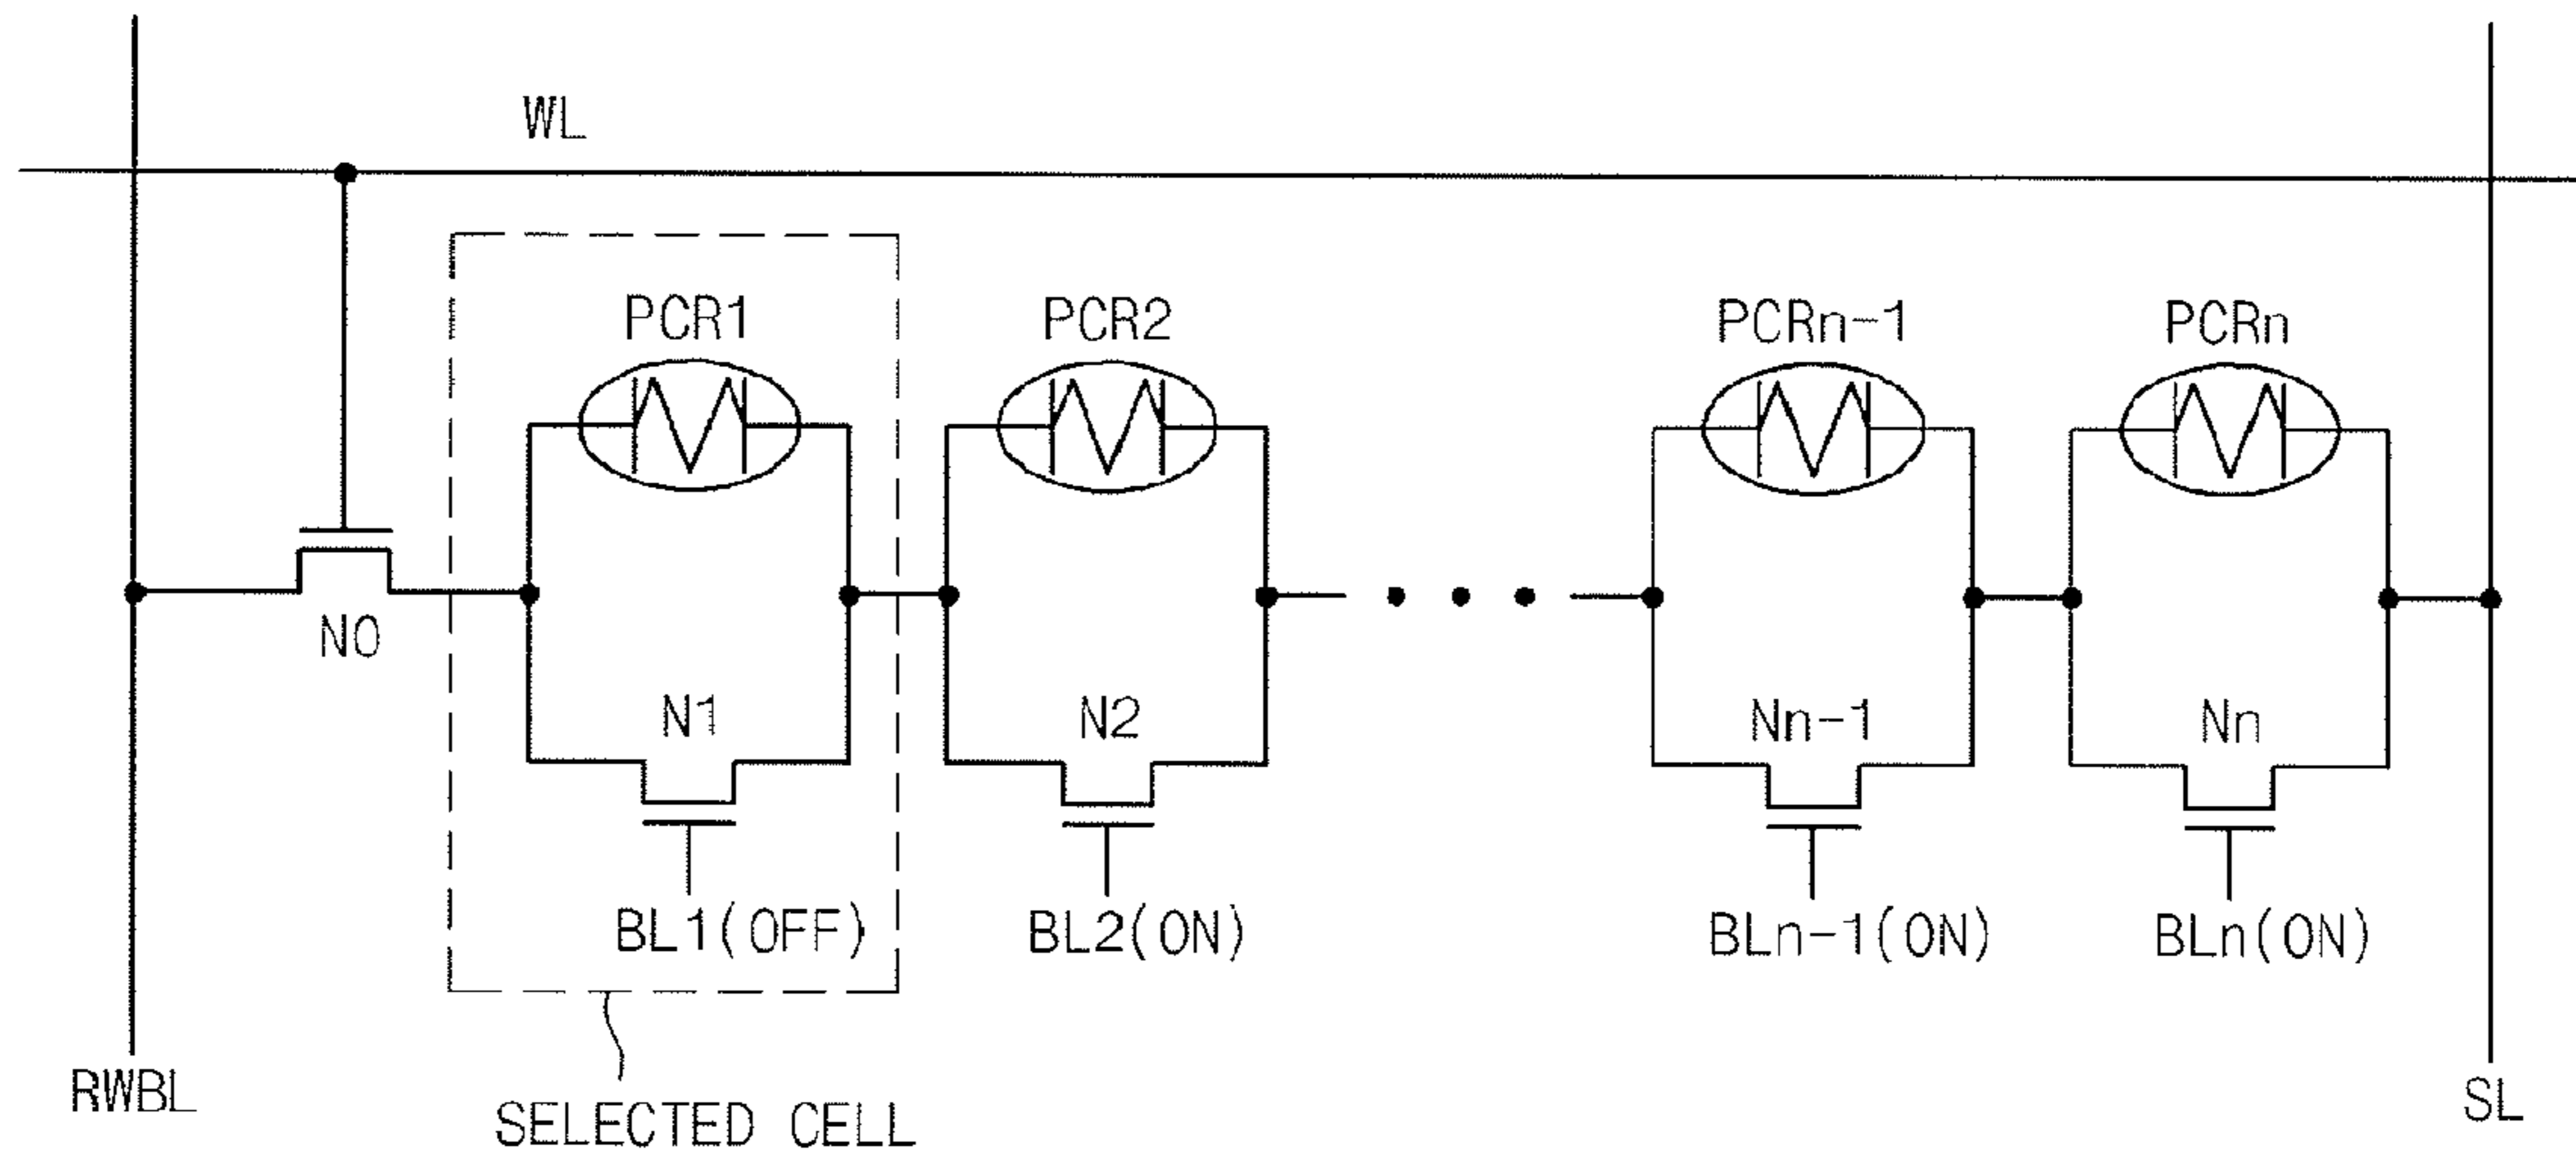 WL
PCR1 PCR2 PCRn-1 PCRn
N0
N1 N2 Nn-1 Nn
BL1(OFF) BL2(ON) BLn-1(ON) BLn(ON)
RWBL
SELECTED CELL
SL